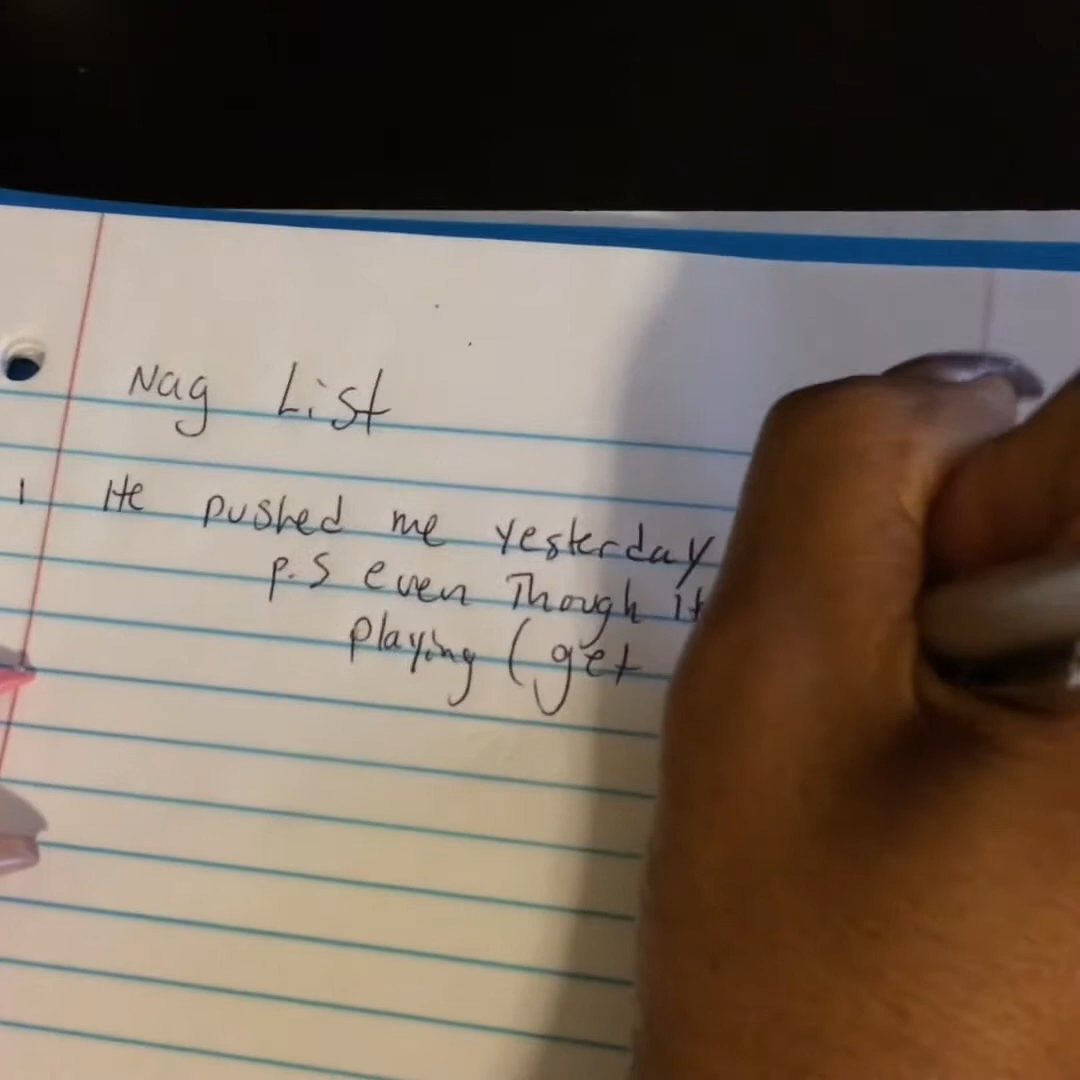 Nag List
1 He pushed me yesterday
P.S even Though it
playing (get